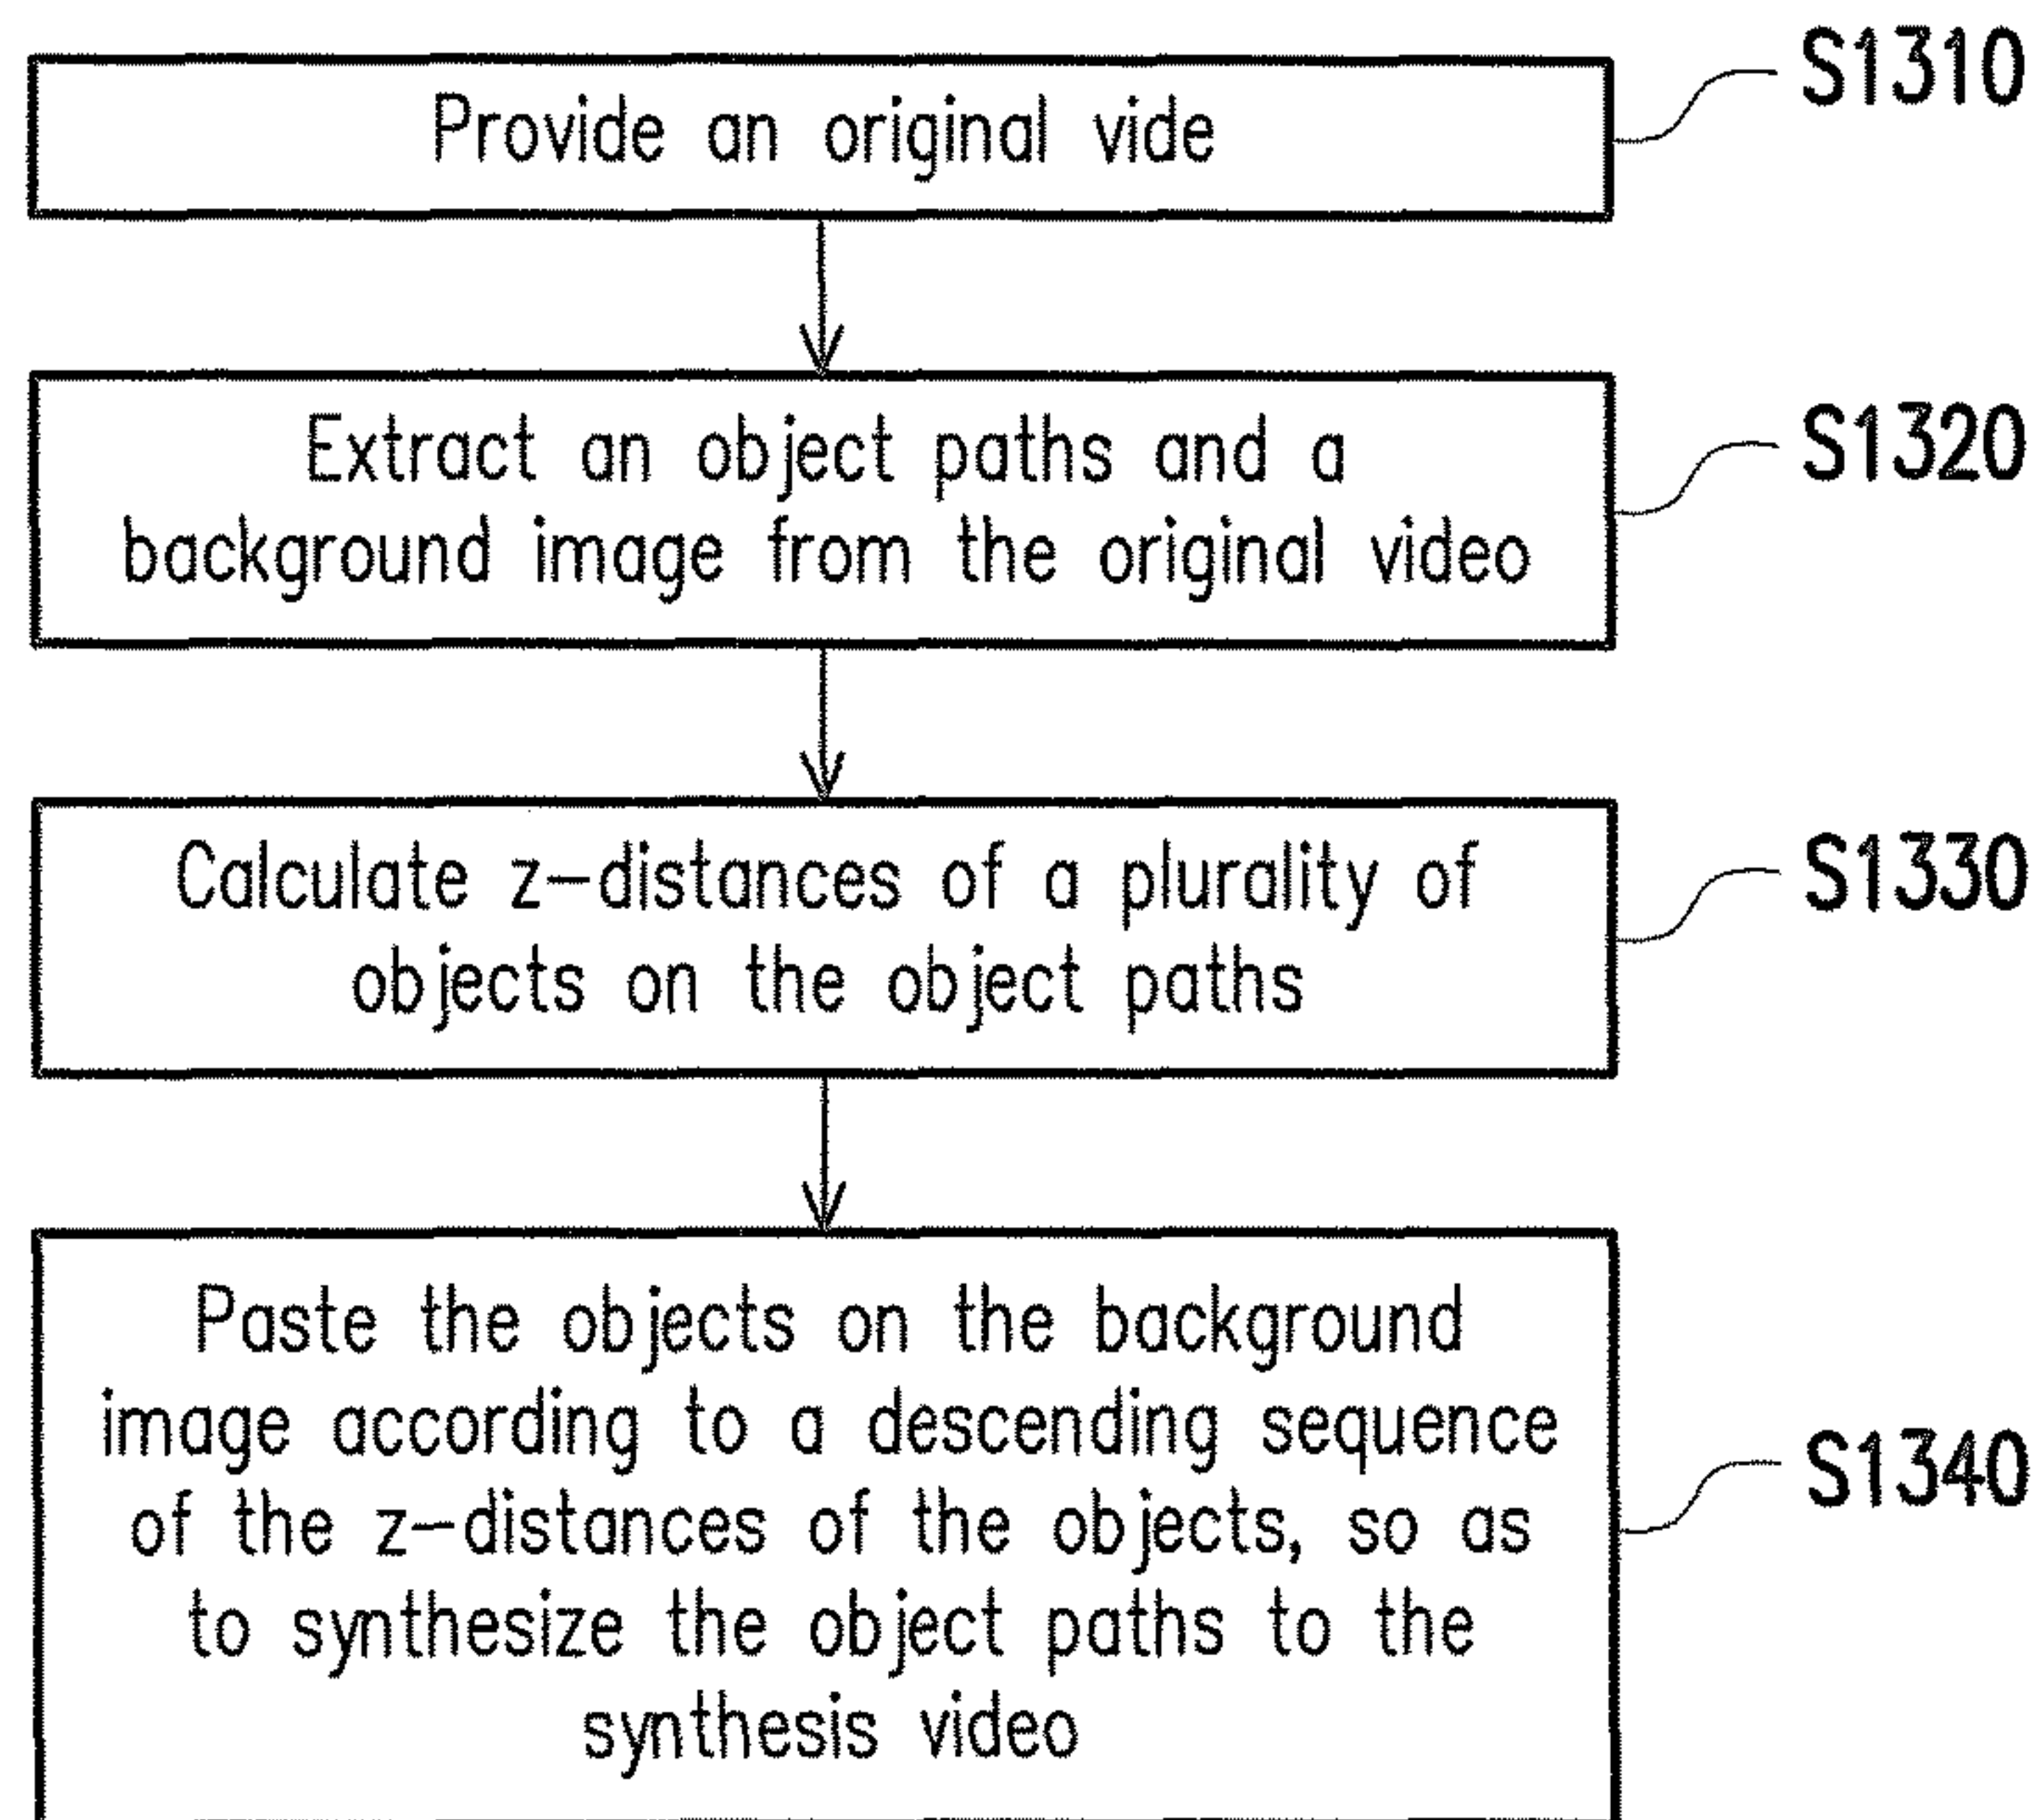 S1310
Provide an original vide
Extract an object paths and a
background image from the original video
S1320
Calculate z-distances of a plurality of
objects on the object paths
S1330
Paste the objects on the background
image according to a descending sequence
of the z-distances of the objects, so as
to synthesize the object paths to the
synthesis video
S1340